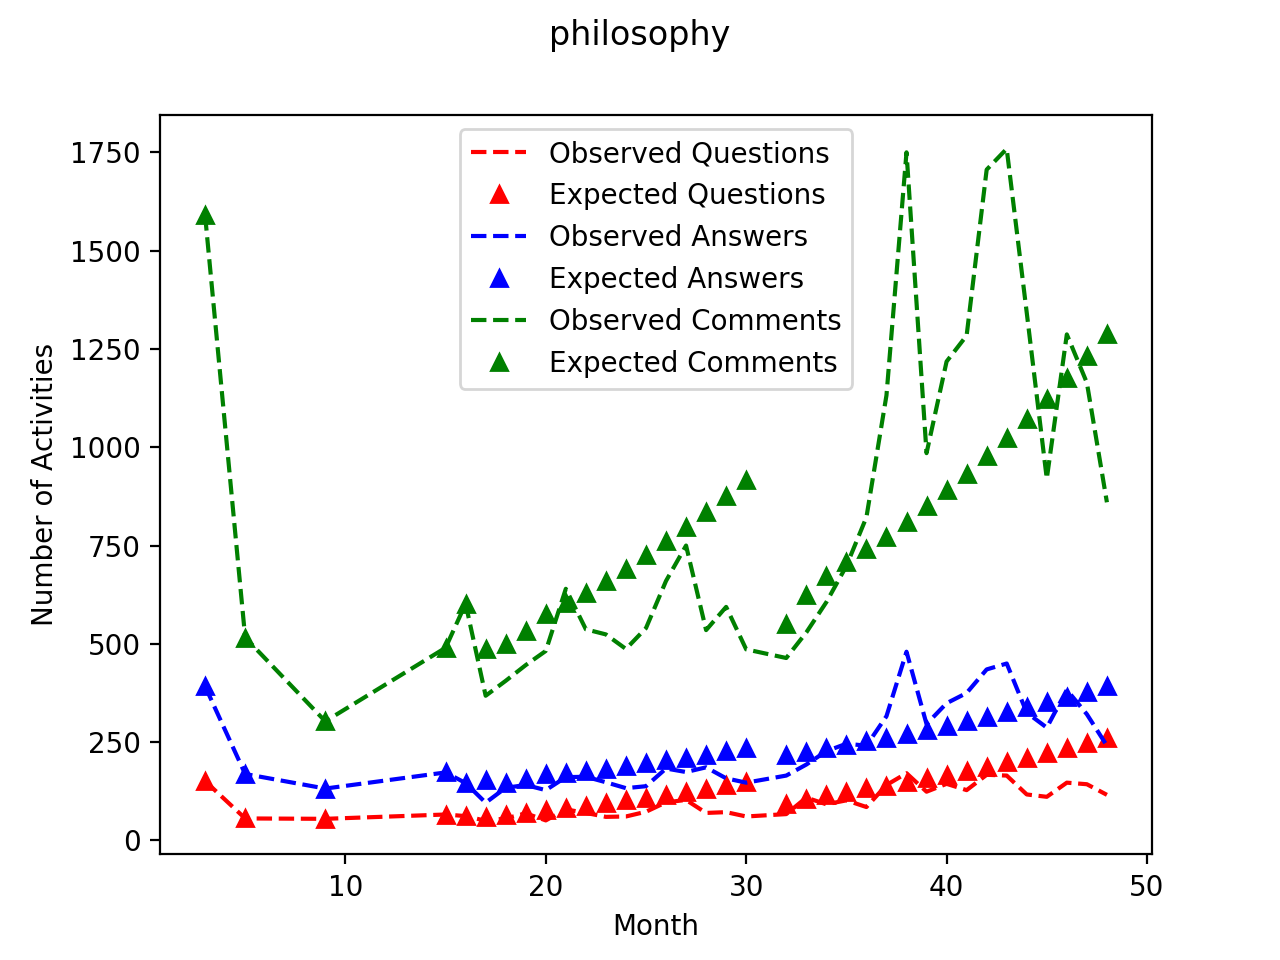 philosophy
Observed Questions
Expected Questions
Observed Answers
Expected Answers
Observed Comments
Expected Comments
Number of Activities
1750
1500
1250
1000
750
500
250
0
10 20 30 40 50
Month